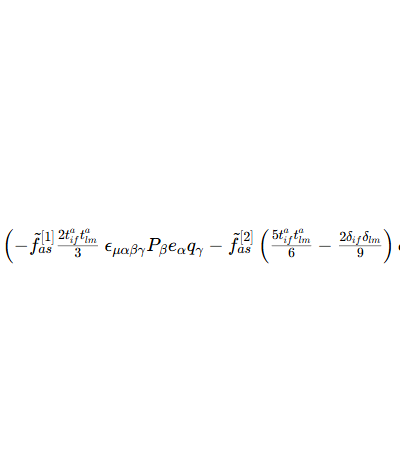 \left( -\tilde{f}_{as}^{[1]} \frac{2t_{if}^{a}t_{lm}^{a}}{3} \epsilon_{\mu\alpha\beta\gamma}P_{\beta}e_{\alpha}q_{\gamma} - \tilde{f}_{as}^{[2]} \left( \frac{5t_{if}^{a}t_{lm}^{a}}{6} - \frac{2\delta_{if}\delta_{lm}}{9} \right)